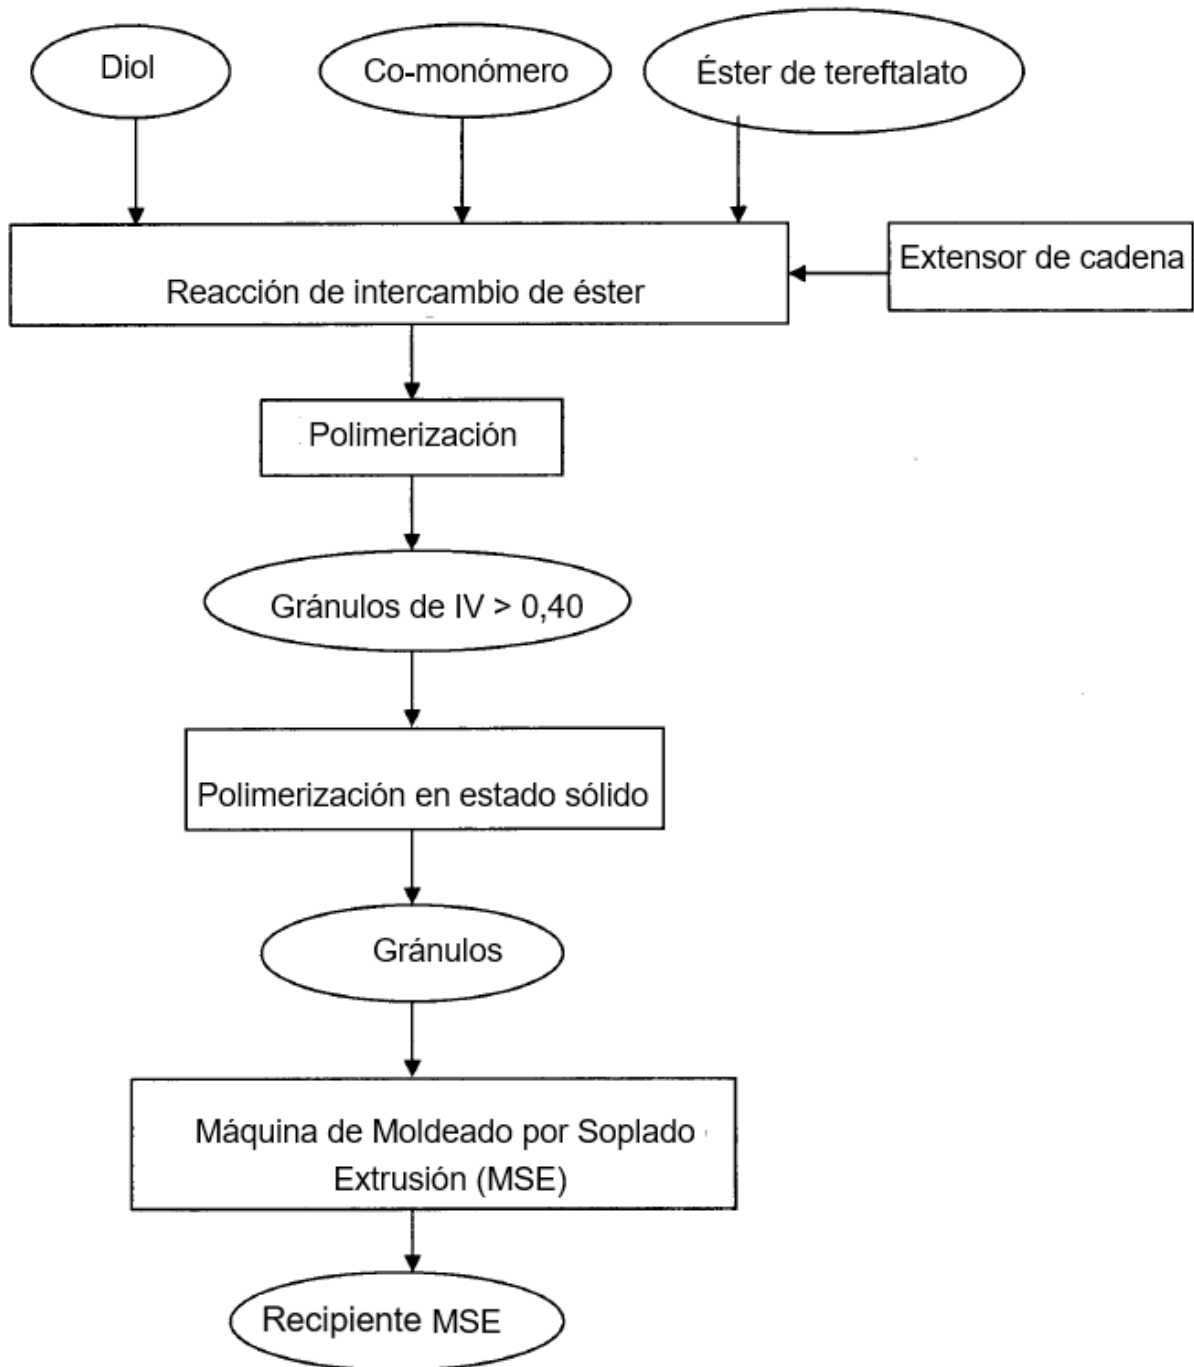 Diol
Co-monómero
Éster de tereftalato
Extensor de cadena
Reacción de intercambio de éster
Polimerización
Gránulos de IV > 0,40
Polimerización en estado sólido
Gránulos
Máquina de Moldeado por Soplado
Extrusión (MSE)
Recipiente MSE